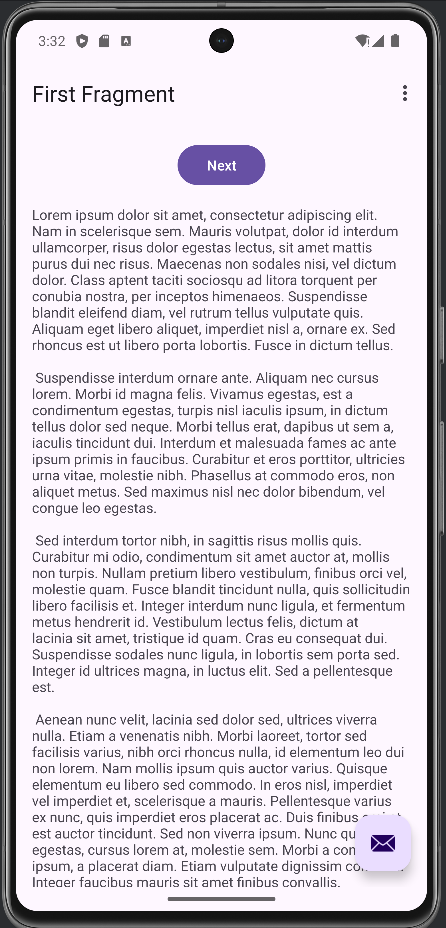 3:32
First Fragment
Next
Lorem ipsum dolor sit amet, consectetur adipiscing elit.
Nam in scelerisque sem. Mauris volutpat, dolor id interdum
ullamcorper, risus dolor egestas lectus, sit amet mattis
purus dui nec risus. Maecenas non sodales nisi, vel dictum
dolor. Class aptent taciti sociosqu ad litora torquent per
conubia nostra, per inceptos himenaeos. Suspendisse
blandit eleifend diam, vel rutrum tellus vulputate quis.
Aliquam eget libero aliquet, imperdiet nisl a, ornare ex. Sed
rhoncus est ut libero porta lobortis. Fusce in dictum tellus.
Suspendisse interdum ornare ante. Aliquam nec cursus
lorem. Morbi id magna felis. Vivamus egestas, est a
condimentum egestas, turpis nisl iaculis ipsum, in dictum
tellus dolor sed neque. Morbi tellus erat, dapibus ut sem a,
iaculis tincidunt dui. Interdum et malesuada fames ac ante
ipsum primis in faucibus. Curabitur et eros porttitor, ultricies
urna vitae, molestie nibh. Phasellus at commodo eros, non
aliquet metus. Sed maximus nisl nec dolor bibendum, vel
congue leo egestas.
Sed interdum tortor nibh, in sagittis risus mollis quis.
Curabitur mi odio, condimentum sit amet auctor at, mollis
non turpis. Nullam pretium libero vestibulum, finibus orci vel,
molestie quam. Fusce blandit tincidunt nulla, quis sollicitudin
libero facilisis et. Integer interdum nunc ligula, et fermentum
metus hendrerit id. Vestibulum lectus felis, dictum at
lacinia sit amet, tristique id quam. Cras eu consequat dui.
Suspendisse sodales nunc ligula, in lobortis sem porta sed.
Integer id ultrices magna, in luctus elit. Sed a pellentesque
est.
Aenean nunc velit, lacinia sed dolor sed, ultrices viverra
nulla. Etiam a venenatis nibh. Morbi laoreet, tortor sed
facilisis varius, nibh orci rhoncus nulla, id elementum leo dui
non lorem. Nam mollis ipsum quis auctor varius. Quisque
elementum eu libero sed commodo. In eros nisl, imperdiet
vel imperdiet et, scelerisque a mauris. Pellentesque varius
ex nunc, quis imperdiet eros placerat ac. Duis finibus
est auctor tincidunt. Sed non viverra ipsum. Nunc
egestas, cursus lorem at, molestie sem. Morbi a
ipsum, a placerat diam. Etiam vulputate dignissim
Integer faucibus mauris sit amet finibus convallis.